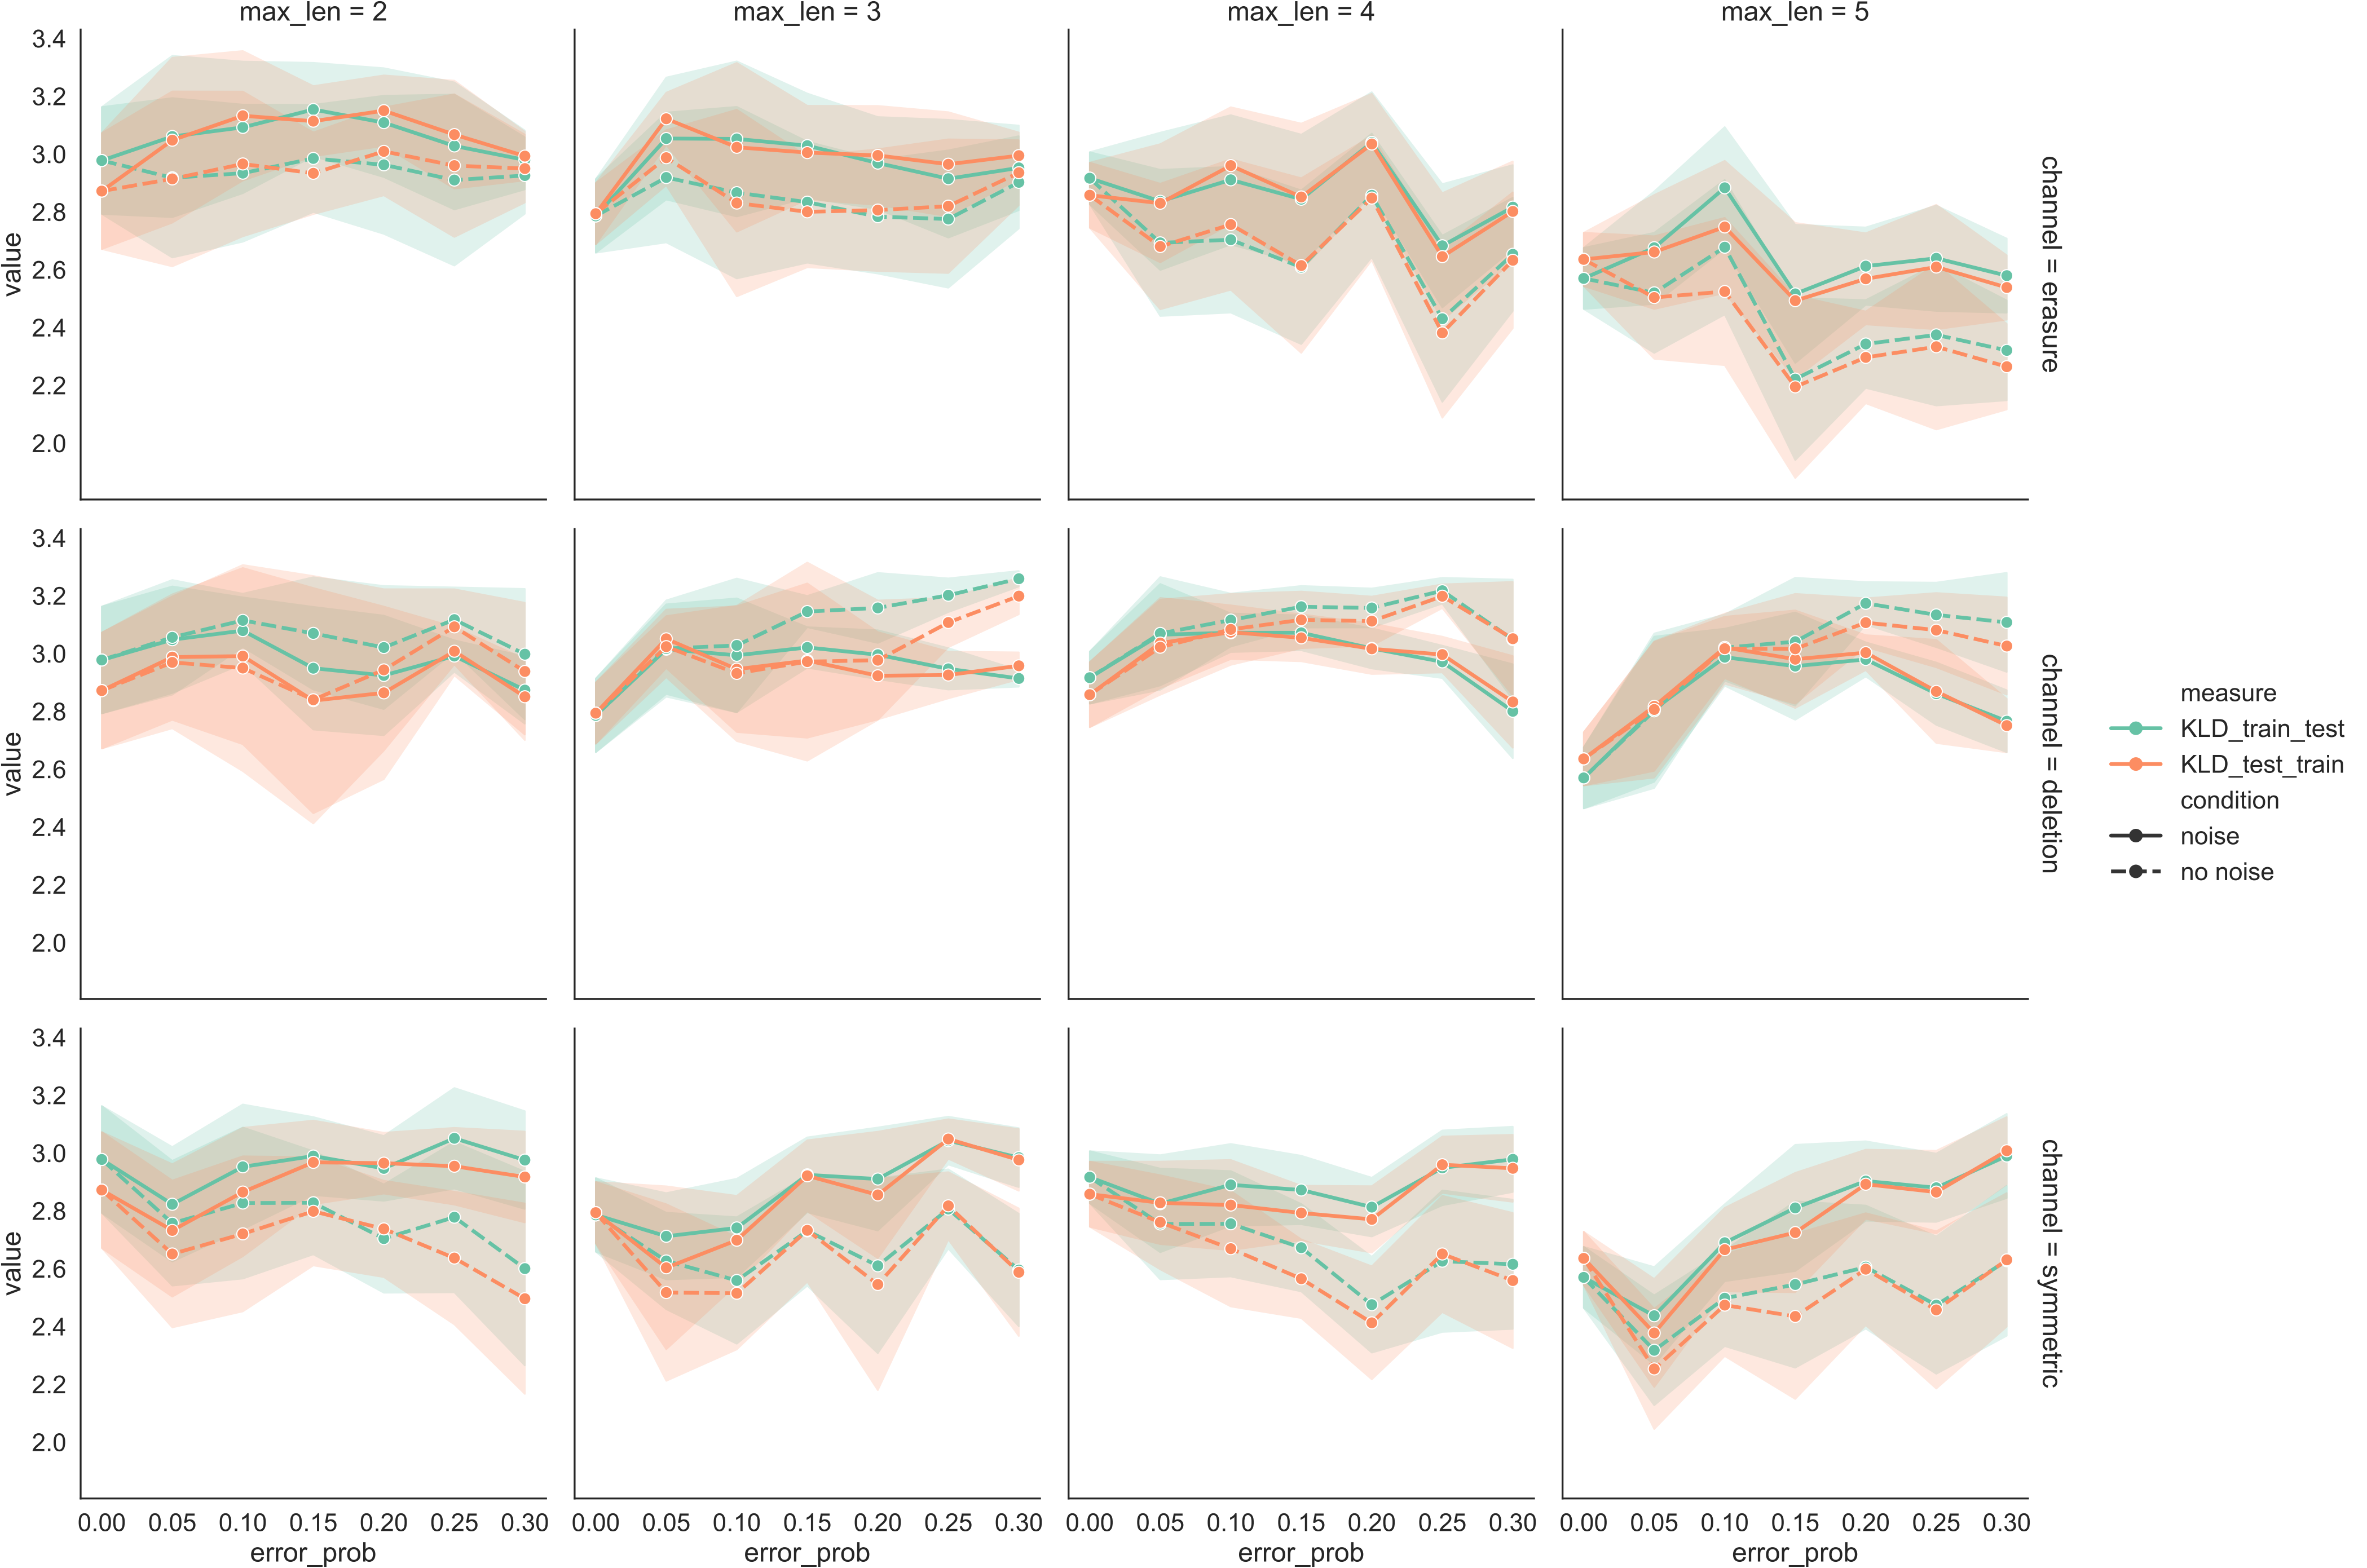 max_len = 2
max_len = 3
max_len = 4
max_len = 5
3.4
3.2
3.0
2.8
2.6
2.4
2.2
2.0
value
channel = erasure
3.4
3.2
3.0
2.8
2.6
2.4
2.2
2.0
value
channel = deletion
measure
KLD_train_test
KLD_test_train
condition
noise
no noise
3.4
3.2
3.0
2.8
2.6
2.4
2.2
2.0
value
channel = symmetric
0.00 0.05 0.10 0.15 0.20 0.25 0.30
error_prob
0.00 0.05 0.10 0.15 0.20 0.25 0.30
error_prob
0.00 0.05 0.10 0.15 0.20 0.25 0.30
error_prob
0.00 0.05 0.10 0.15 0.20 0.25 0.30
error_prob